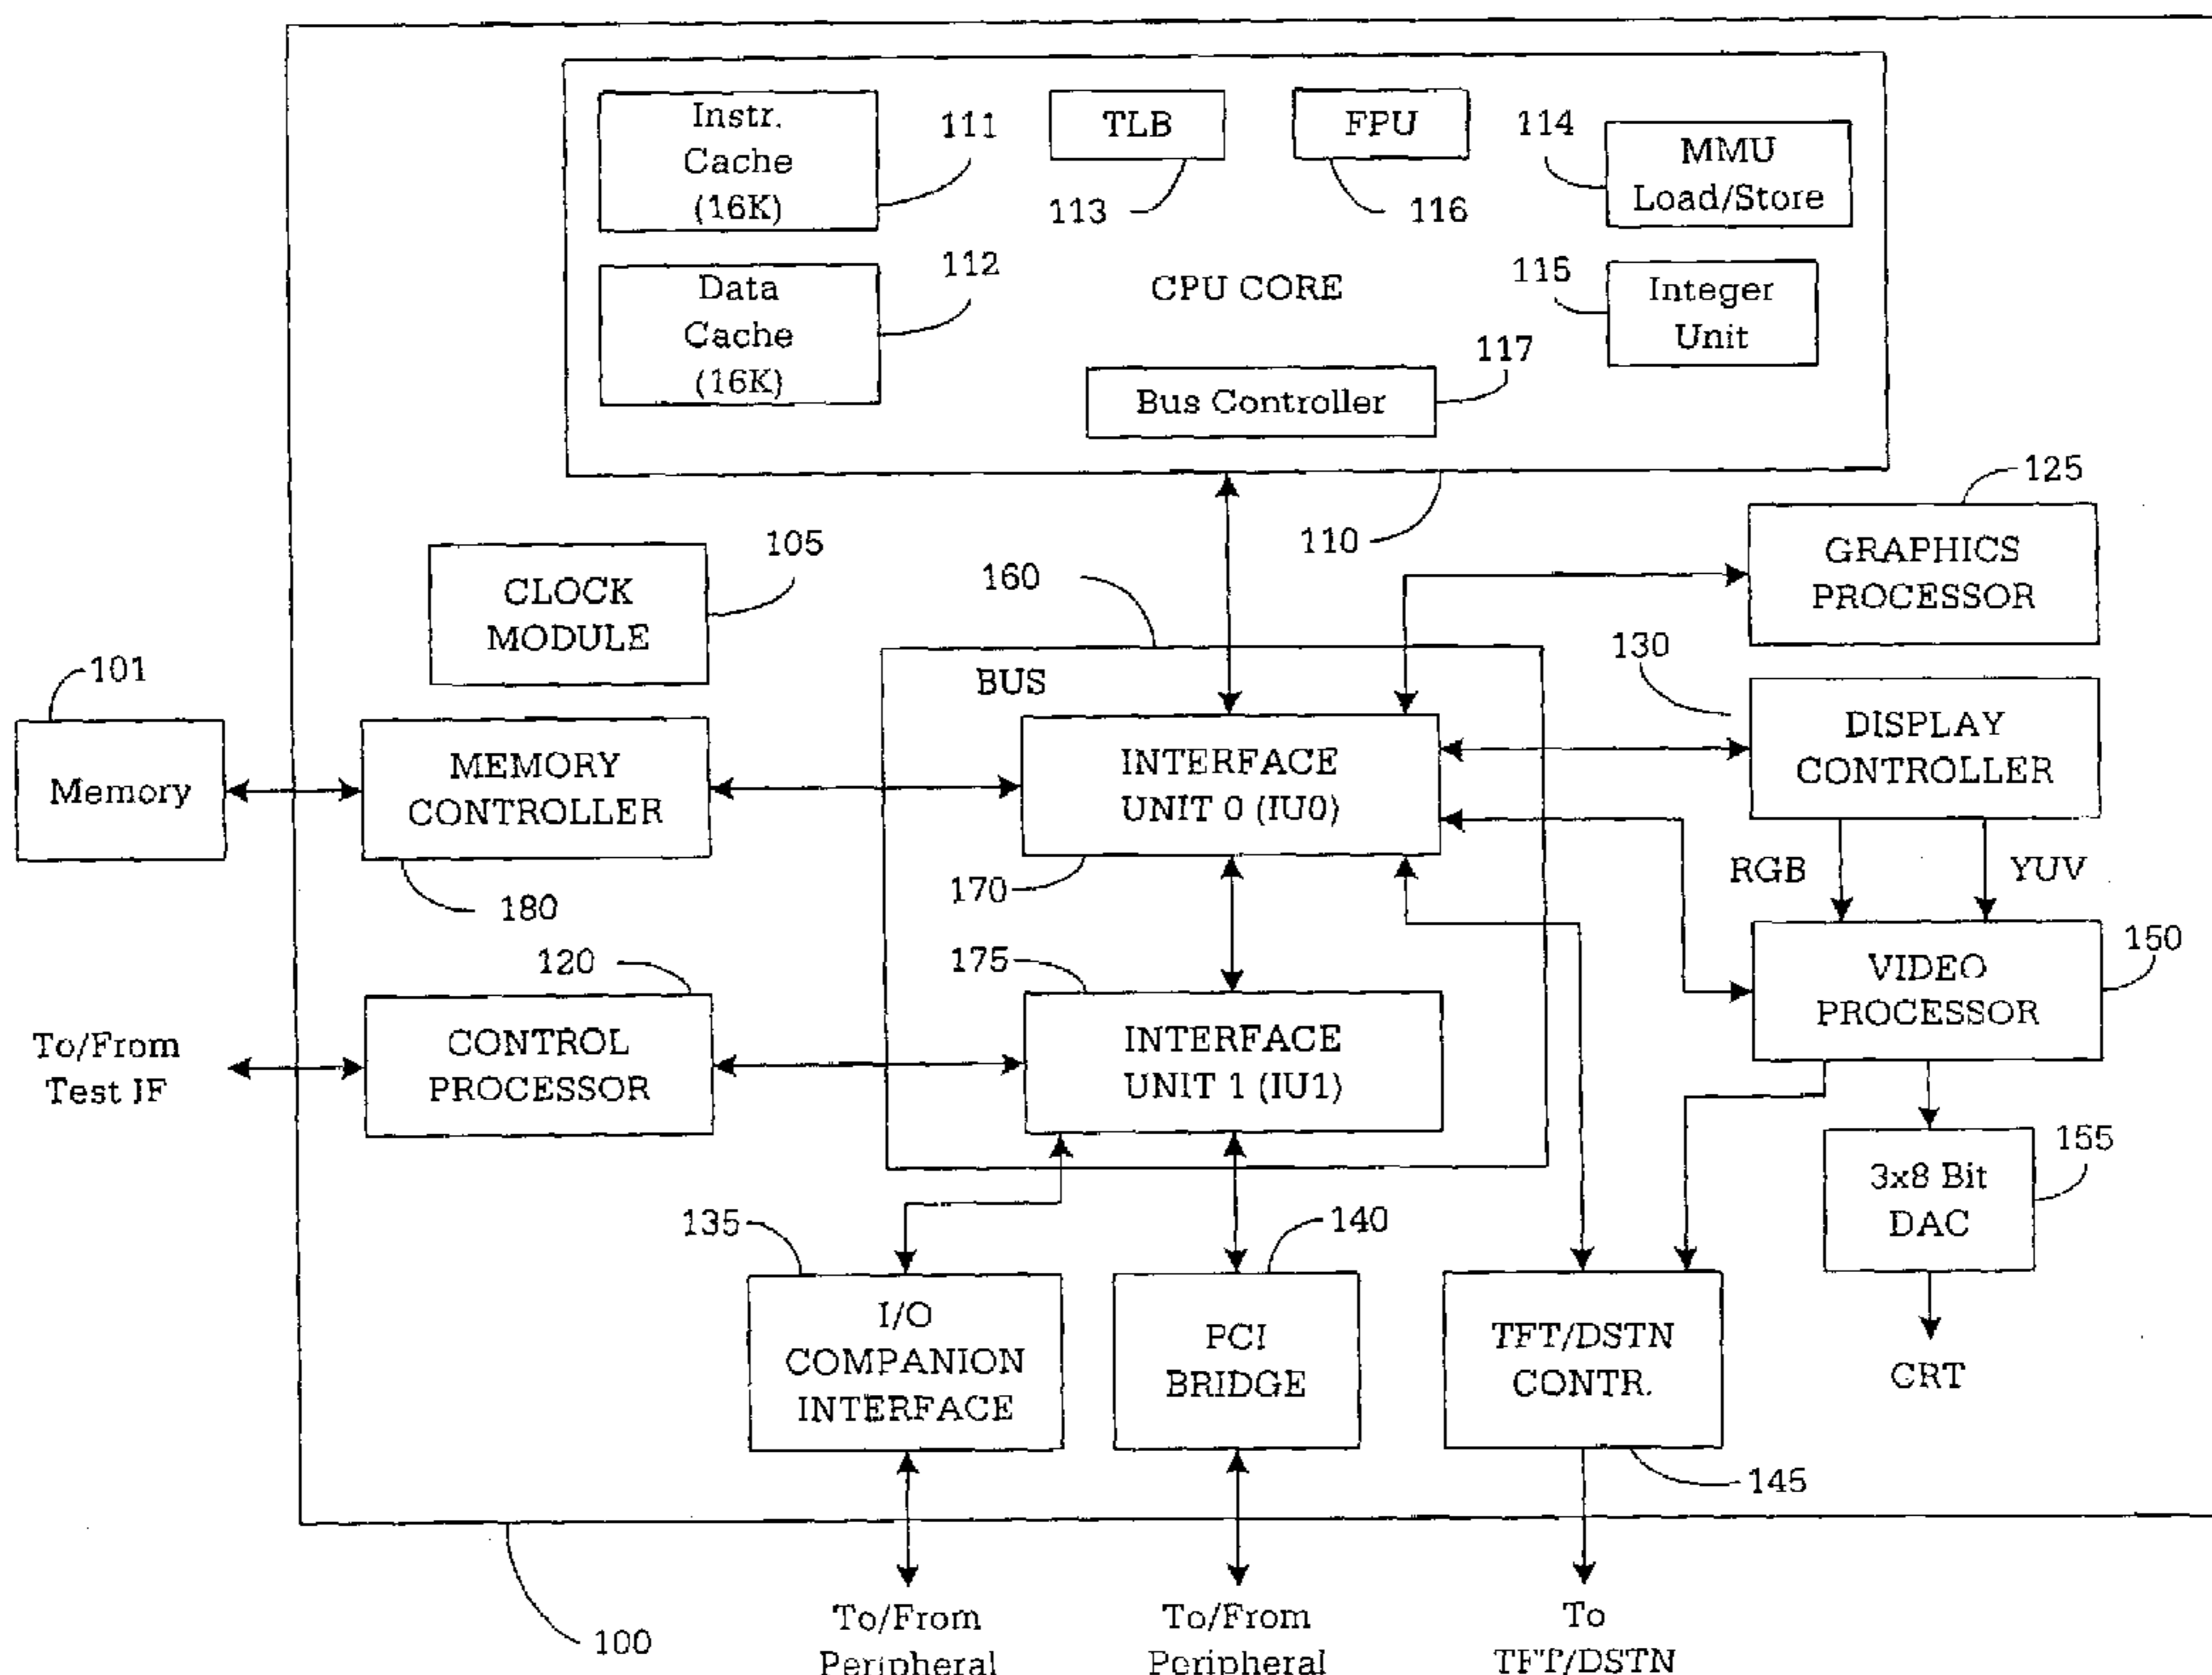 Instr.
Cache
(16K)
111
TLB
113
FPU
116
114
MMU
Load/Store
Data
Cache
(16K)
112
CPU CORE
115
Integer
Unit
117
Bus Controller
110
125
GRAPHICS
PROCESSOR
CLOCK
MODULE
105
160
BUS
130
DISPLAY
CONTROLLER
101
Memory
MEMORY
CONTROLLER
180
INTERFACE
UNIT 0 (IU0)
170
RGB
YUV
175
120
CONTROL
PROCESSOR
To/From
Test IF
INTERFACE
UNIT 1 (IU1)
VIDEO
PROCESSOR
150
3x8 Bit
DAC
155
CRT
135
I/O
COMPANION
INTERFACE
140
PCI
BRIDGE
TFT/DSTN
CONTR.
145
100
To/From
Peripheral
To/From
Peripheral
To
TFT/DSTN